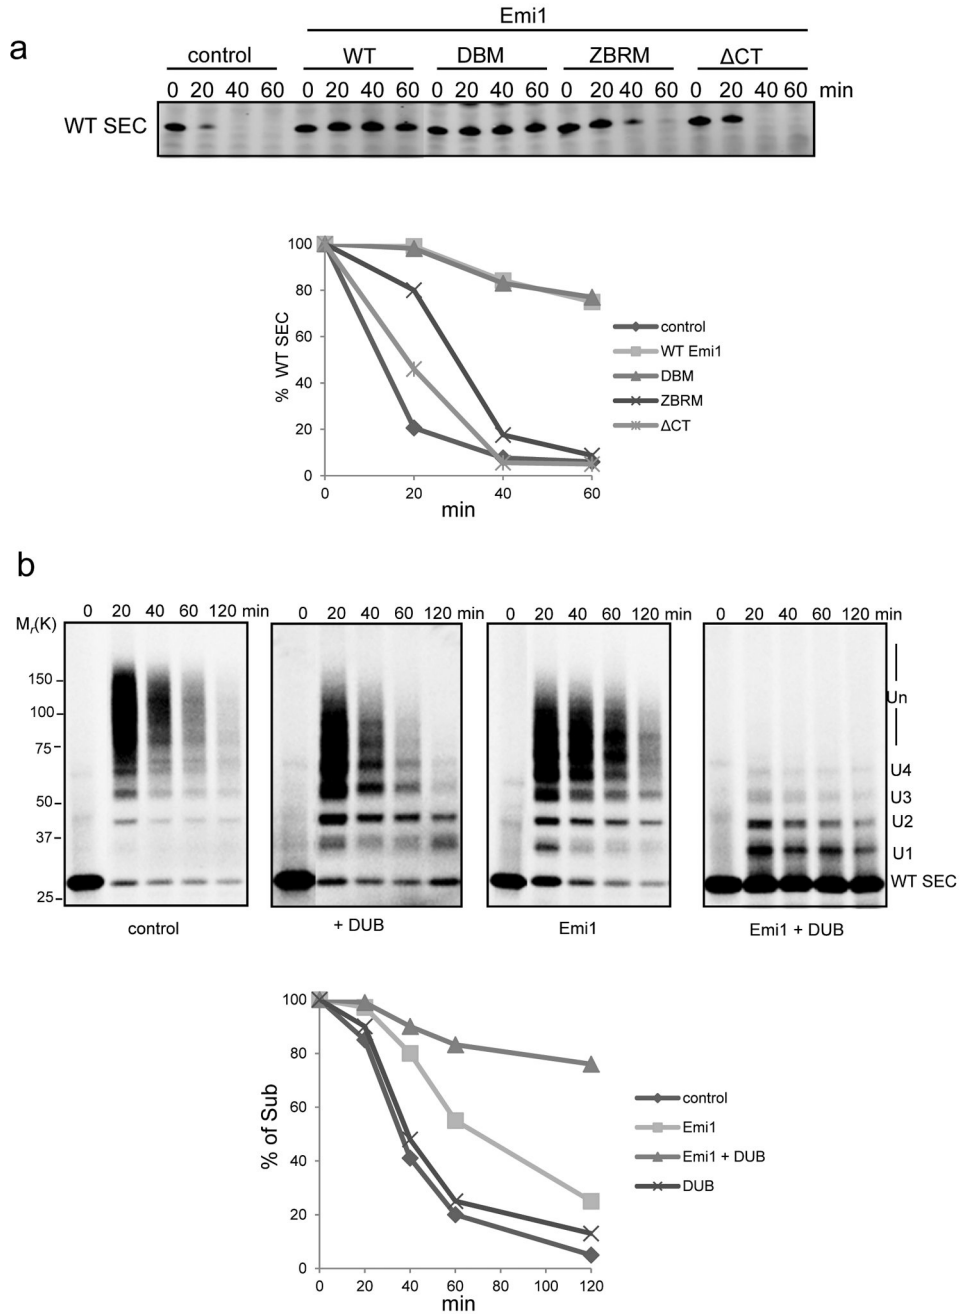 Emi1
a
control WT DBM ZBRM ΔCT
0 20 40 60 0 20 40 60 0 20 40 60 0 20 40 60 0 20 40 60 min
WT SEC
100
80
60
40
20
0
% WT SEC
0 20 40 60
min
control
WT Emi1
DBM
ZBRM
ΔCT
b
0 20 40 60 120 min 0 20 40 60 120 min 0 20 40 60 120 min 0 20 40 60 120 min
Mr(K)
150
100
75
50
37
25
Un
U4
U3
U2
U1
WT SEC
control + DUB Emi1 Emi1 + DUB
100
80
60
40
20
0
% of Sub
0 20 40 60 80 100 120
min
control
Emi1
Emi1 + DUB
DUB